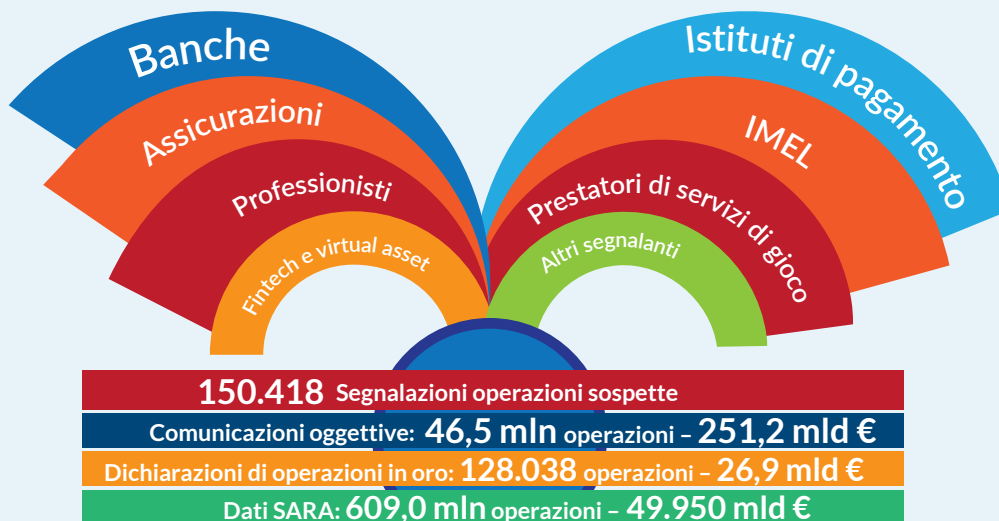 Banche
Assicurazioni
Professionisti
Fintech e virtual asset
Istituti di pagamento
IMEL
Prestatori di servizi di gioco
Altri segnalanti
150.418 Segnalazioni operazioni sospette
Comunicazioni oggettive: 46,5 mln operazioni – 251,2 mld €
Dichiarazioni di operazioni in oro: 128.038 operazioni – 26,9 mld €
Dati SARA: 609,0 mln operazioni – 49.950 mld €